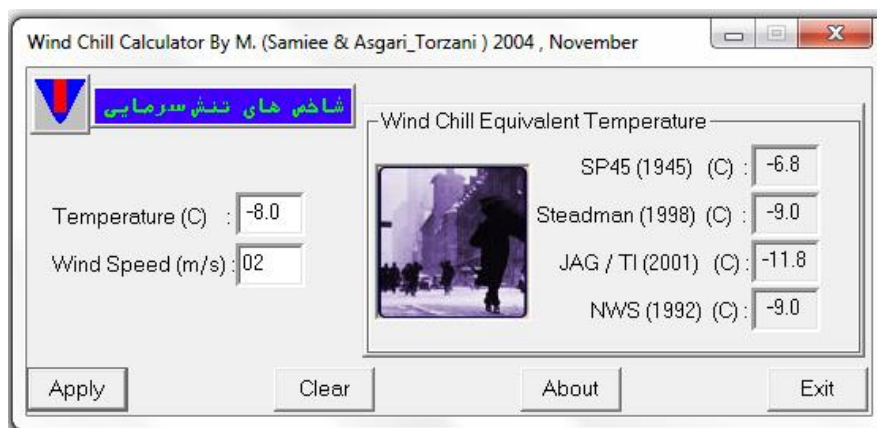 Wind Chill Calculator By M. (Samiee & Asgari_Torzani ) 2004 , November
شاخص های تنش سرمایی
Temperature (C) : -8.0
Wind Speed (m/s) : 02
Wind Chill Equivalent Temperature
SP45 (1945) (C) : -6.8
Steadman (1998) (C) : -9.0
JAG / TI (2001) (C) : -11.8
NWS (1992) (C) : -9.0
Apply
Clear
About
Exit